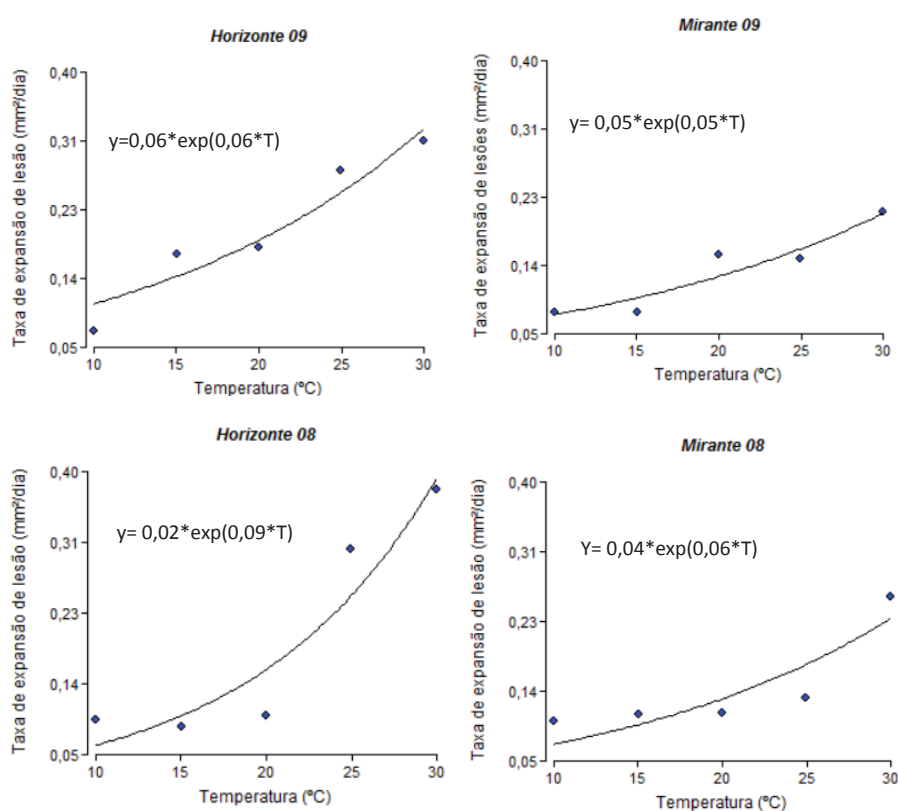 Horizonte 09
Taxa de expansão de lesão (mm²/dia)
0,40
0,31
0,23
0,14
0,05
y=0,06*exp(0,06*T)
10 15 20 25 30
Temperatura (ºC)
Mirante 09
Taxa de expansão de lesões (mm²/dia)
0,40
0,31
0,23
0,14
0,05
y= 0,05*exp(0,05*T)
10 15 20 25 30
Temperatura (ºC)
Horizonte 08
Taxa de expansão de lesão (mm²/dia)
0,40
0,31
0,23
0,14
0,05
y= 0,02*exp(0,09*T)
10 15 20 25 30
Temperatura (ºC)
Mirante 08
Taxa de expansão de lesão (mm²/dia)
0,40
0,31
0,23
0,14
0,05
Y= 0,04*exp(0,06*T)
10 15 20 25 30
Temperatura (ºC)